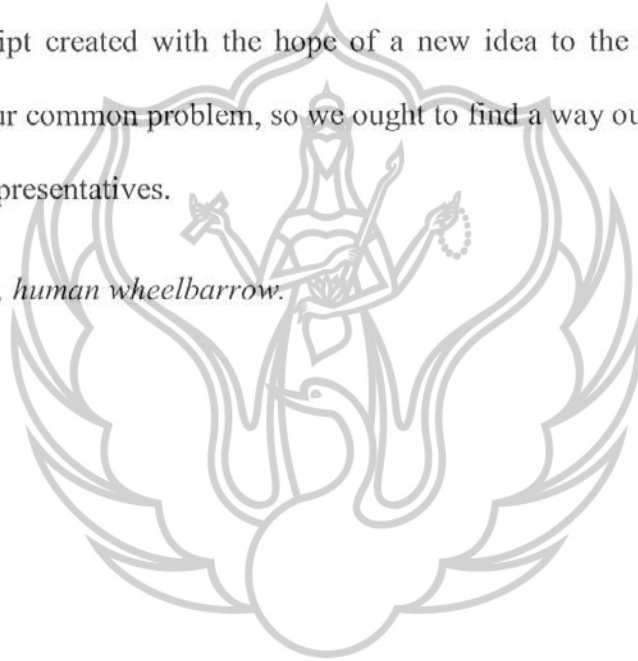 ipt created with the hope of a new idea to the
ur common problem, so we ought to find a way ou
presentatives.
, human wheelbarrow.